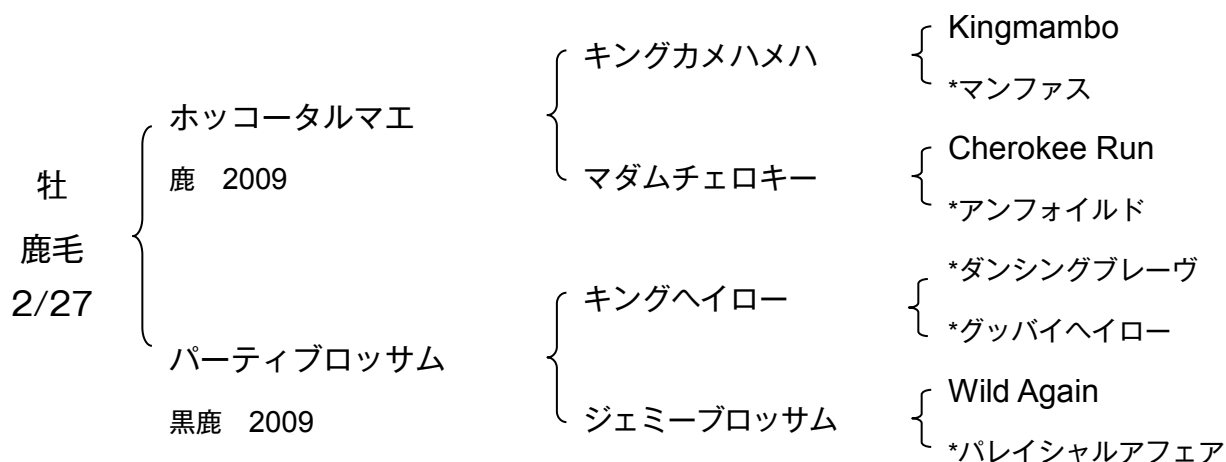 牡
鹿毛
2/27
ホッコータルマエ
鹿 2009
パーティブロッサム
黒鹿 2009
キングカメハメハ
マダムチェロキー
キングヘイロー
ジェミーブロッサム
Kingmambo
*マンファス
Cherokee Run
*アンフォイルド
*ダンシングブレーヴ
*グッバイヘイロー
Wild Again
*パレイシャルアフェア